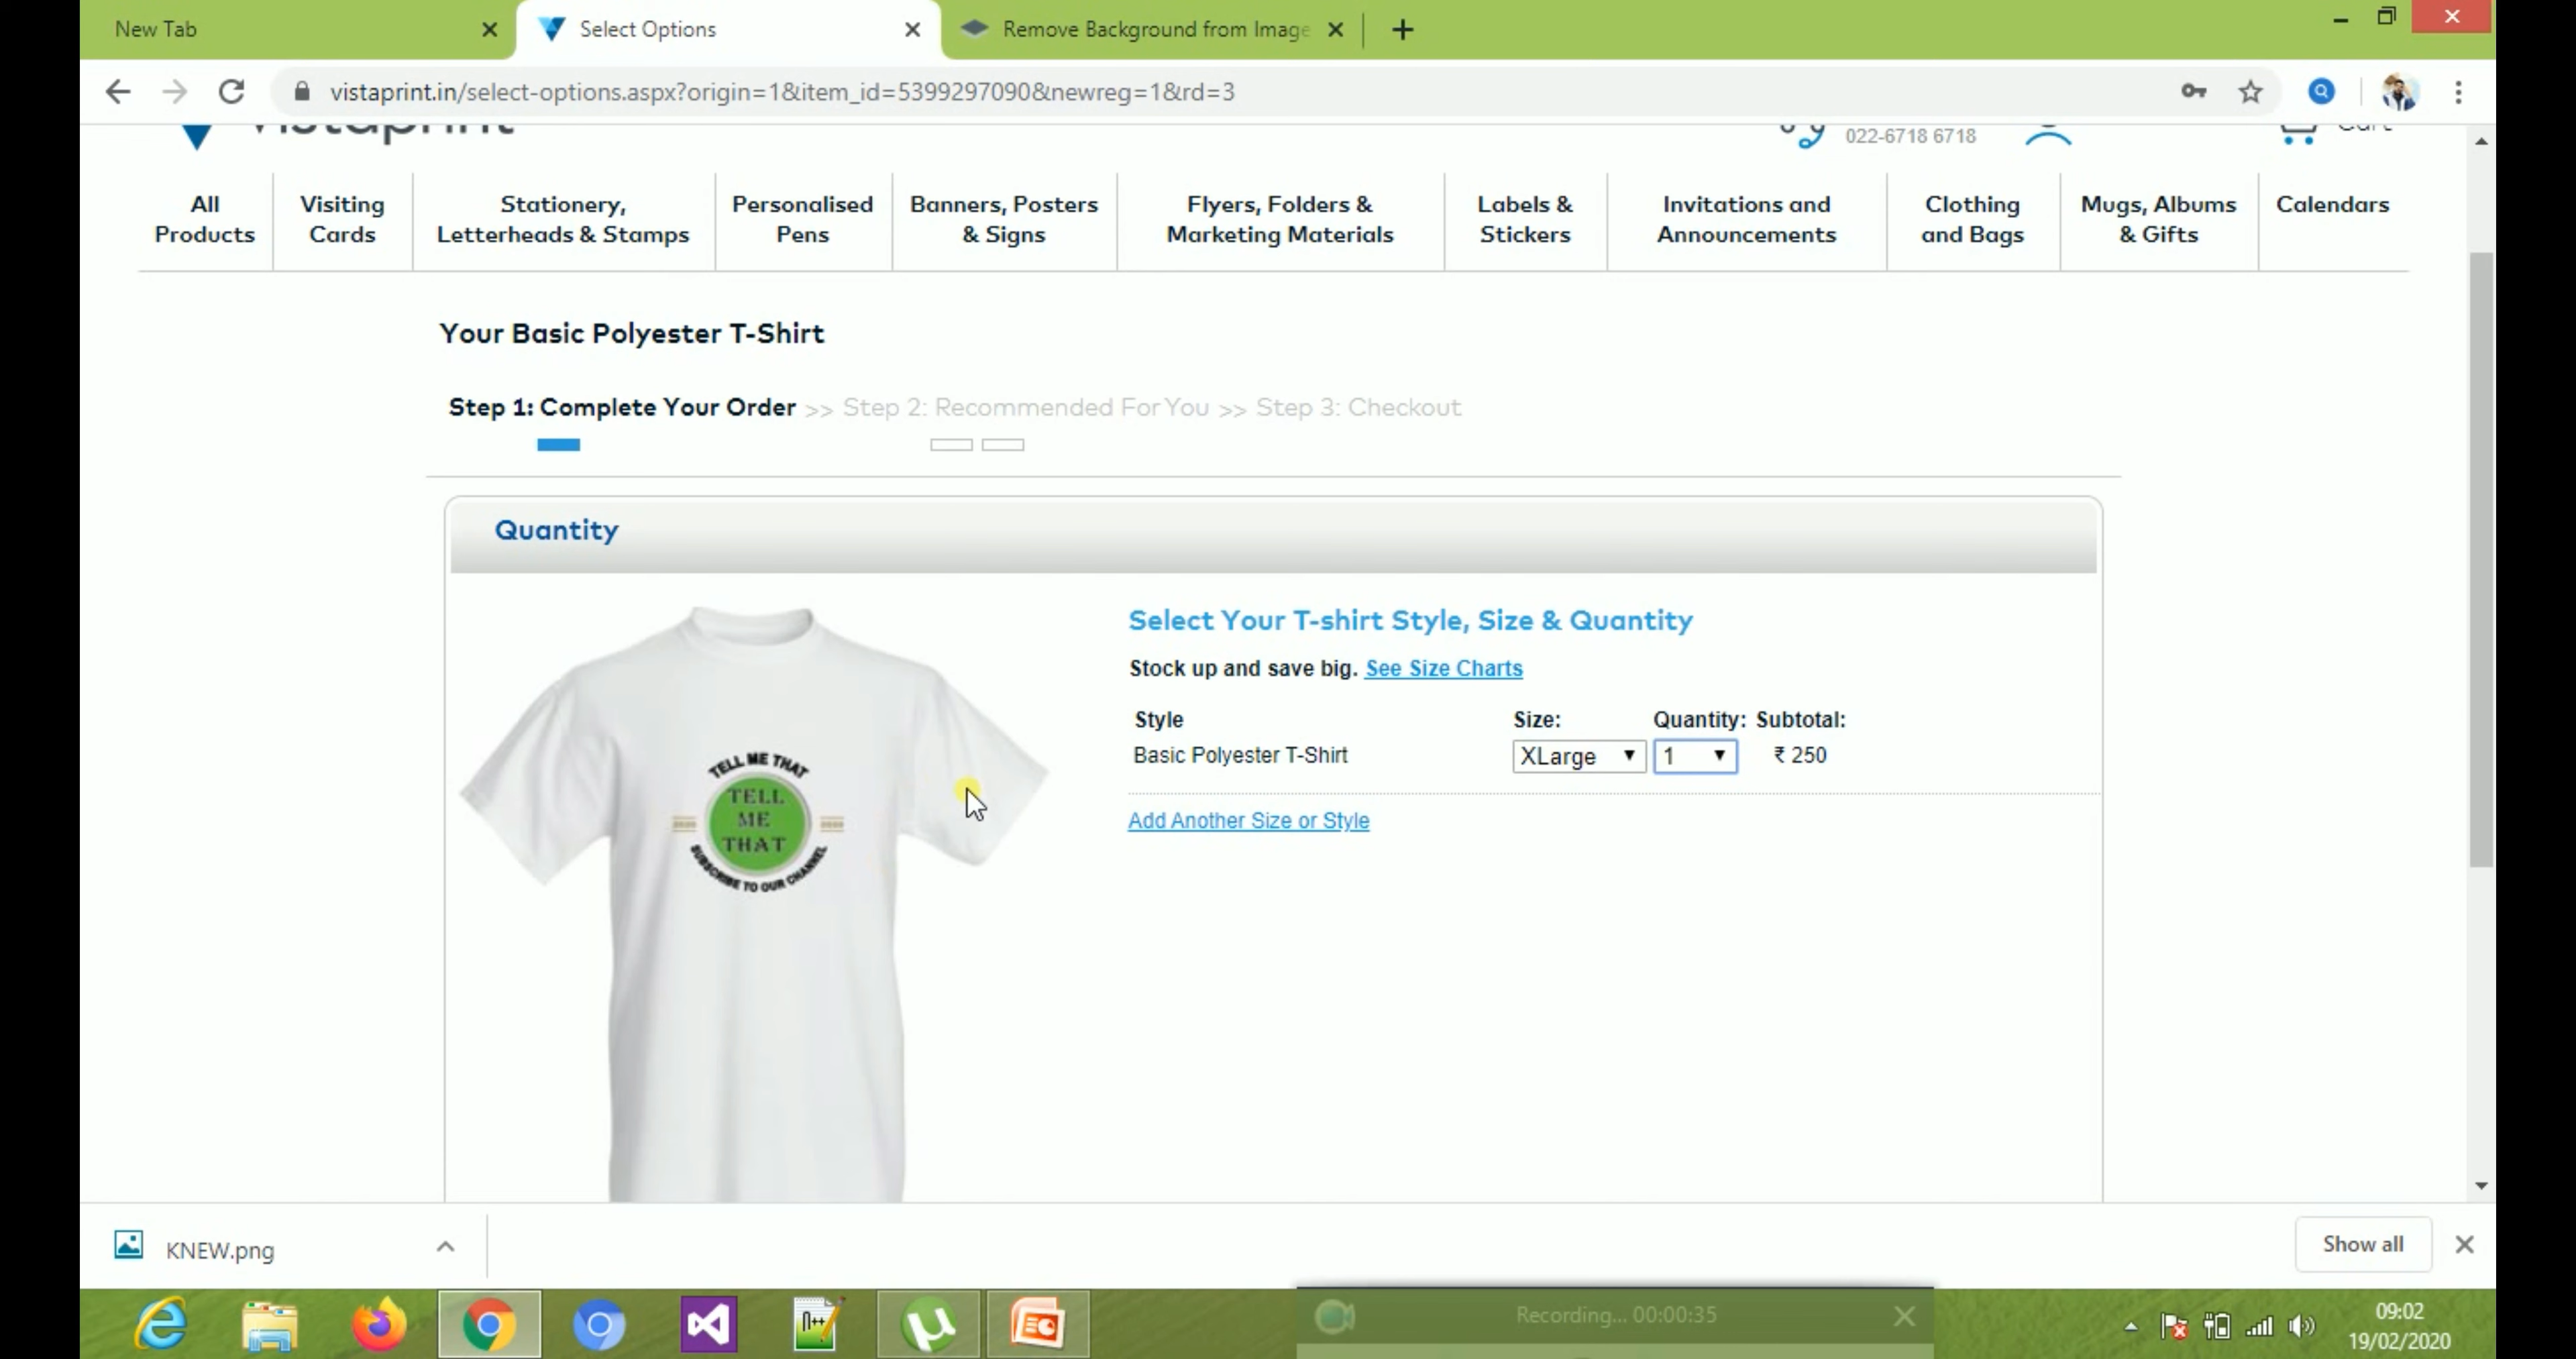 New Tab
Select Options
Remove Background from Image
vistaprint.in/select-options.aspx?origin=1&item_id=5399297090&newreg=1&rd=3
vistaprint
022-6718 6718
Cart
All
Products
Visiting
Cards
Stationery,
Letterheads & Stamps
Personalised
Pens
Banners, Posters
& Signs
Flyers, Folders &
Marketing Materials
Labels &
Stickers
Invitations and
Announcements
Clothing
and Bags
Mugs, Albums
& Gifts
Calendars
Your Basic Polyester T-Shirt
Step 1: Complete Your Order >> Step 2: Recommended For You >> Step 3: Checkout
Quantity
TELL ME THAT
TELL
ME
THAT
SUBSCRIBE TO OUR CHANNEL
Select Your T-shirt Style, Size & Quantity
Stock up and save big. See Size Charts
Style Size: Quantity: Subtotal:
Basic Polyester T-Shirt XLarge 1 ₹ 250
Add Another Size or Style
KNEW.png
Show all
Recording... 00:00:35
09:02
19/02/2020